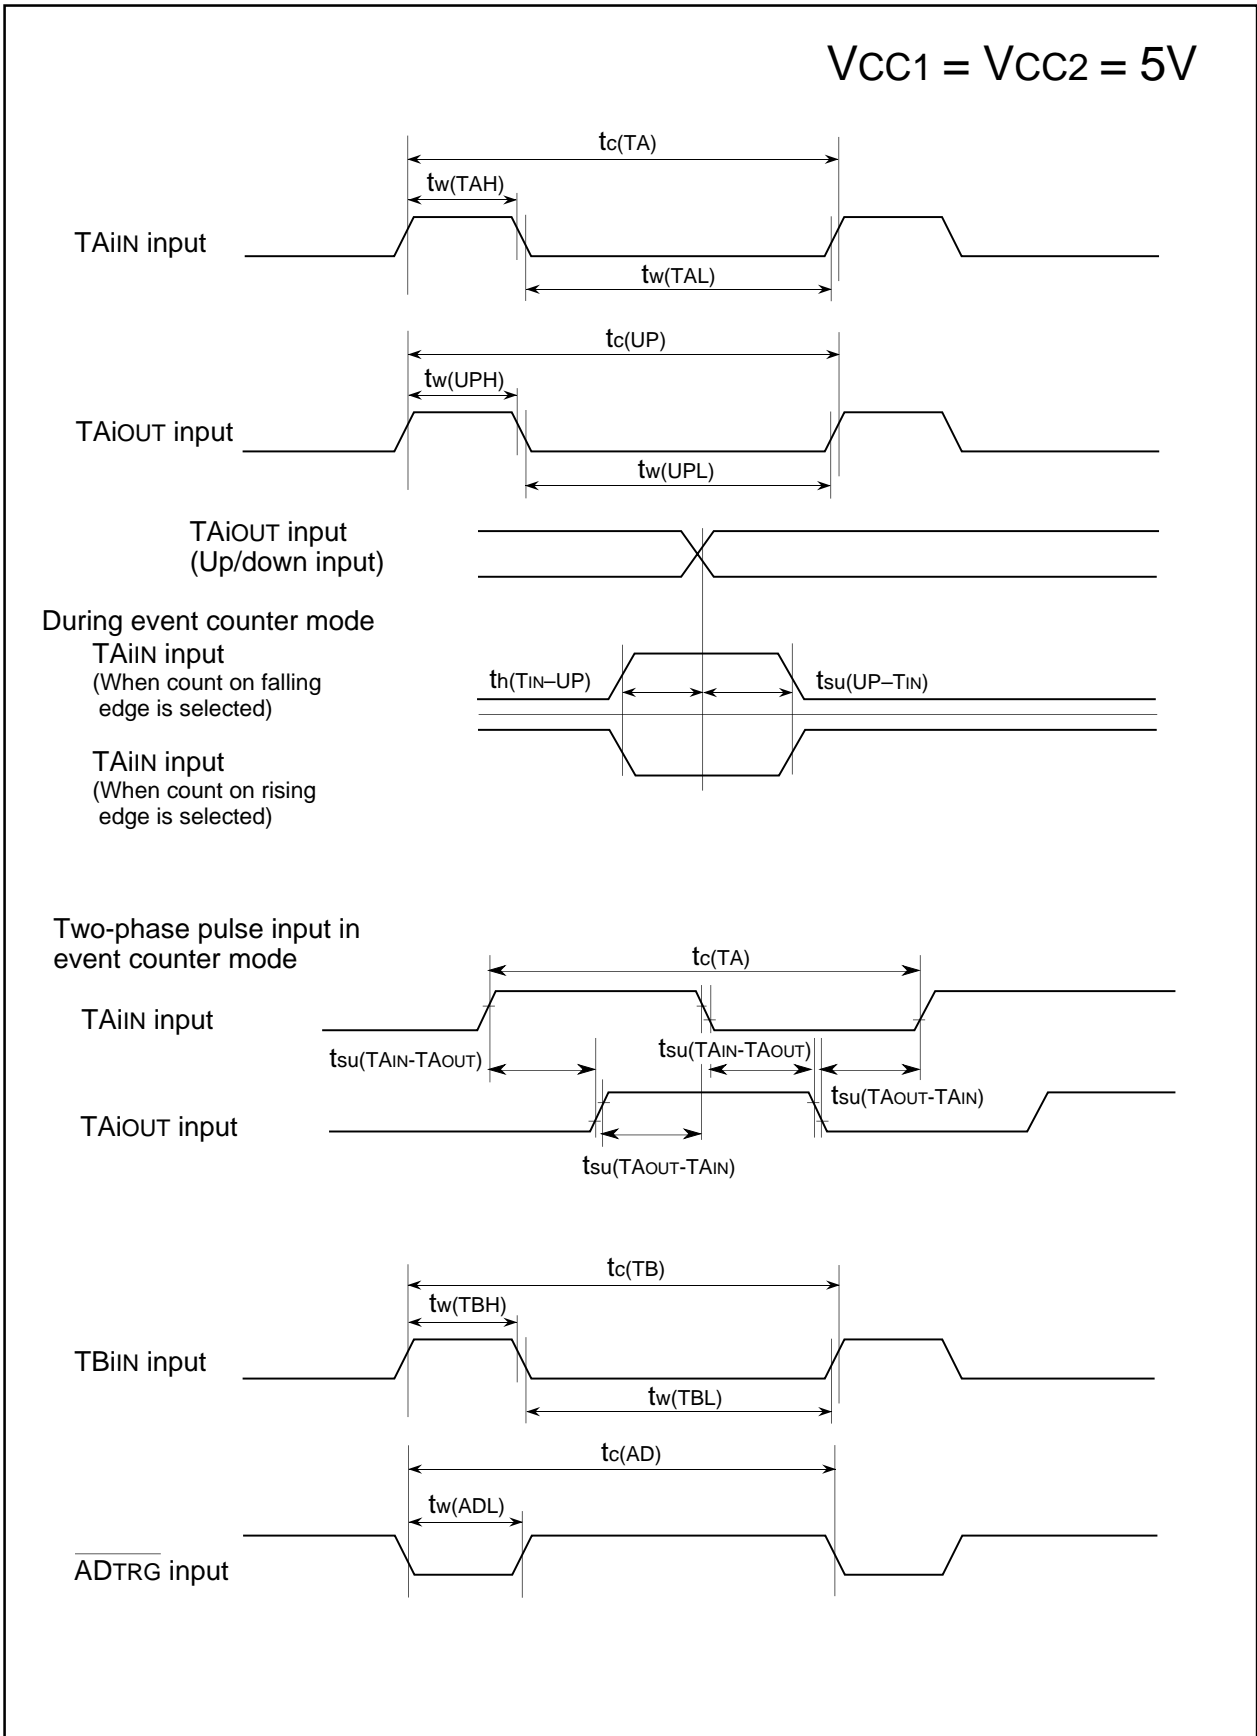 VCC1 = VCC2 = 5V
tc(TA)
tw(TAH)
TAiIN input
tw(TAL)
tc(UP)
tw(UPH)
TAiOUT input
tw(UPL)
TAiOUT input
(Up/down input)
During event counter mode
TAiIN input
(When count on falling
edge is selected)
th(TIN–UP)
tsu(UP–TIN)
TAiIN input
(When count on rising
edge is selected)
Two-phase pulse input in
event counter mode
tc(TA)
TAiIN input
tsu(TAIN-TAOUT)
tsu(TAIN-TAOUT)
tsu(TAOUT-TAIN)
TAiOUT input
tsu(TAOUT-TAIN)
tc(TB)
tw(TBH)
TBiIN input
tw(TBL)
tc(AD)
tw(ADL)
ADTRG input